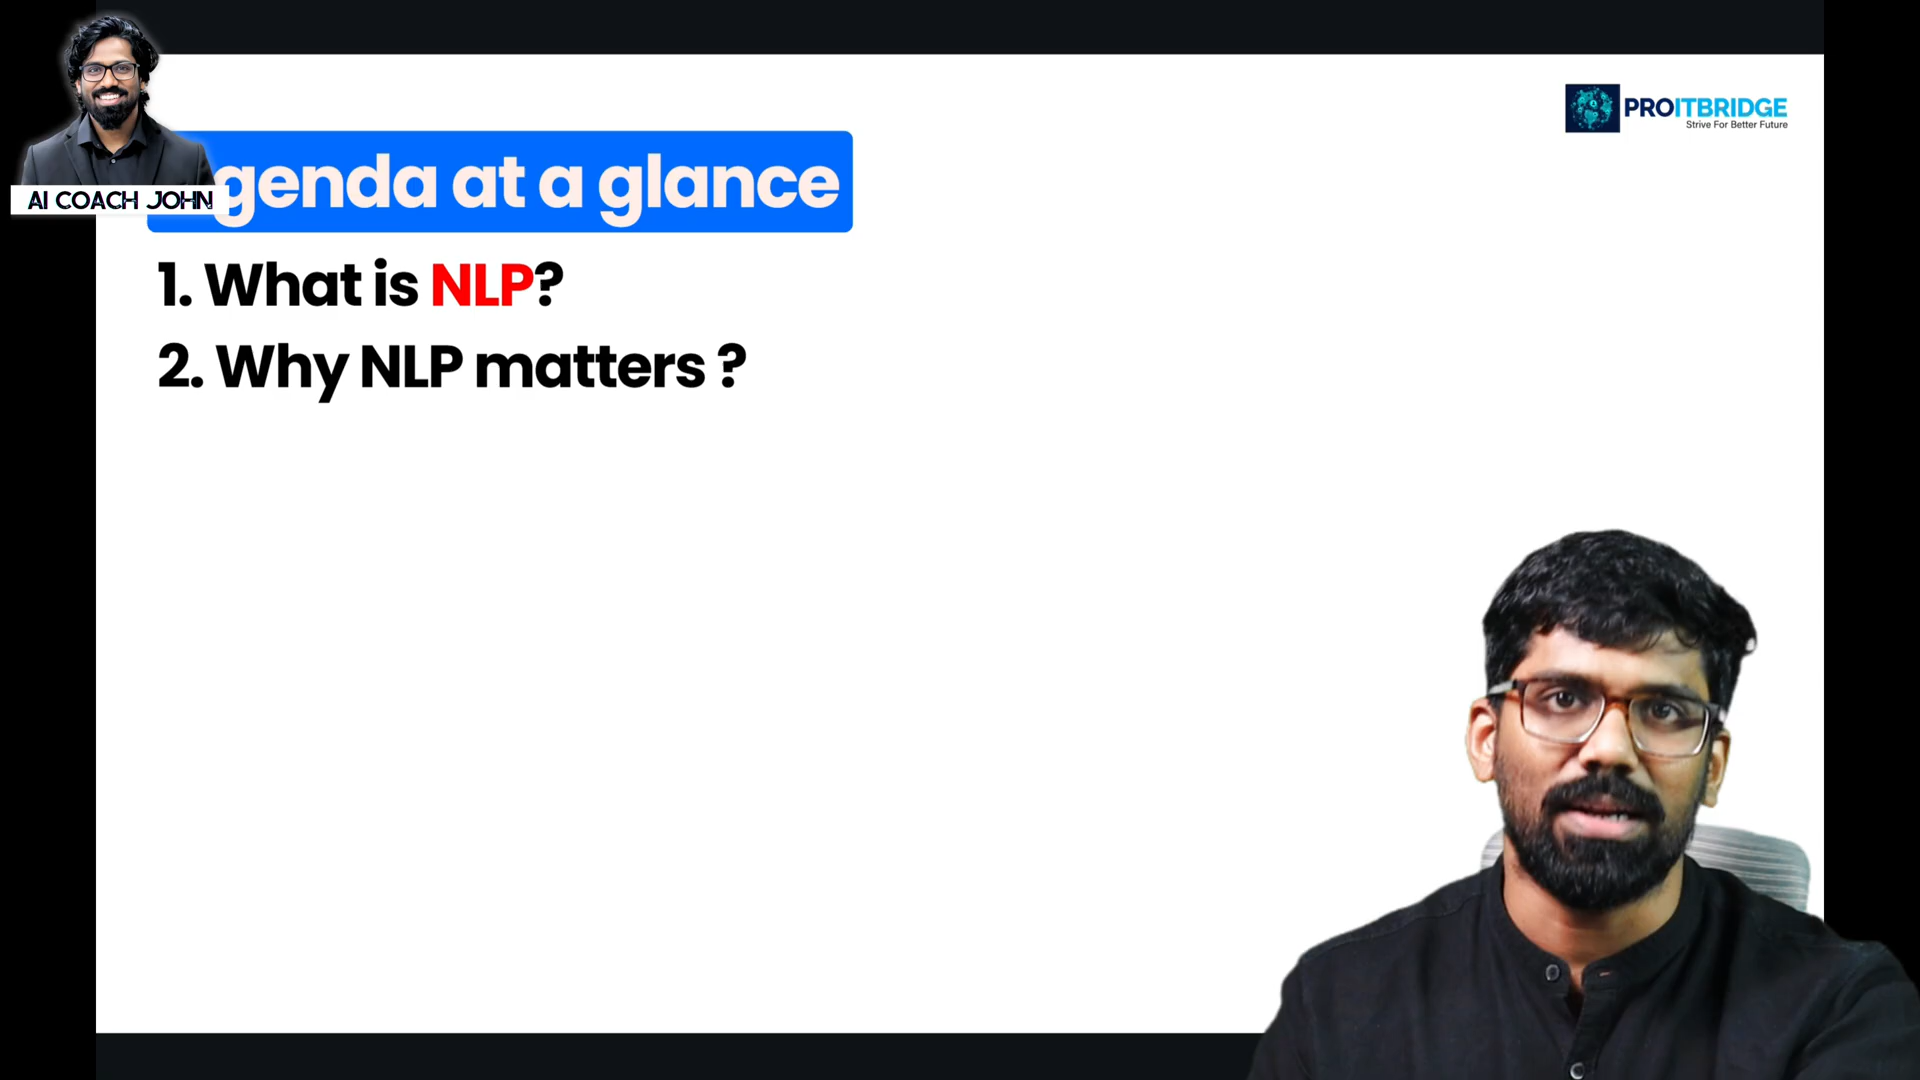 PROITBRIDGE
Strive For Better Future
genda at a glance
AI COACH JOHN
1. What is NLP?
2. Why NLP matters ?